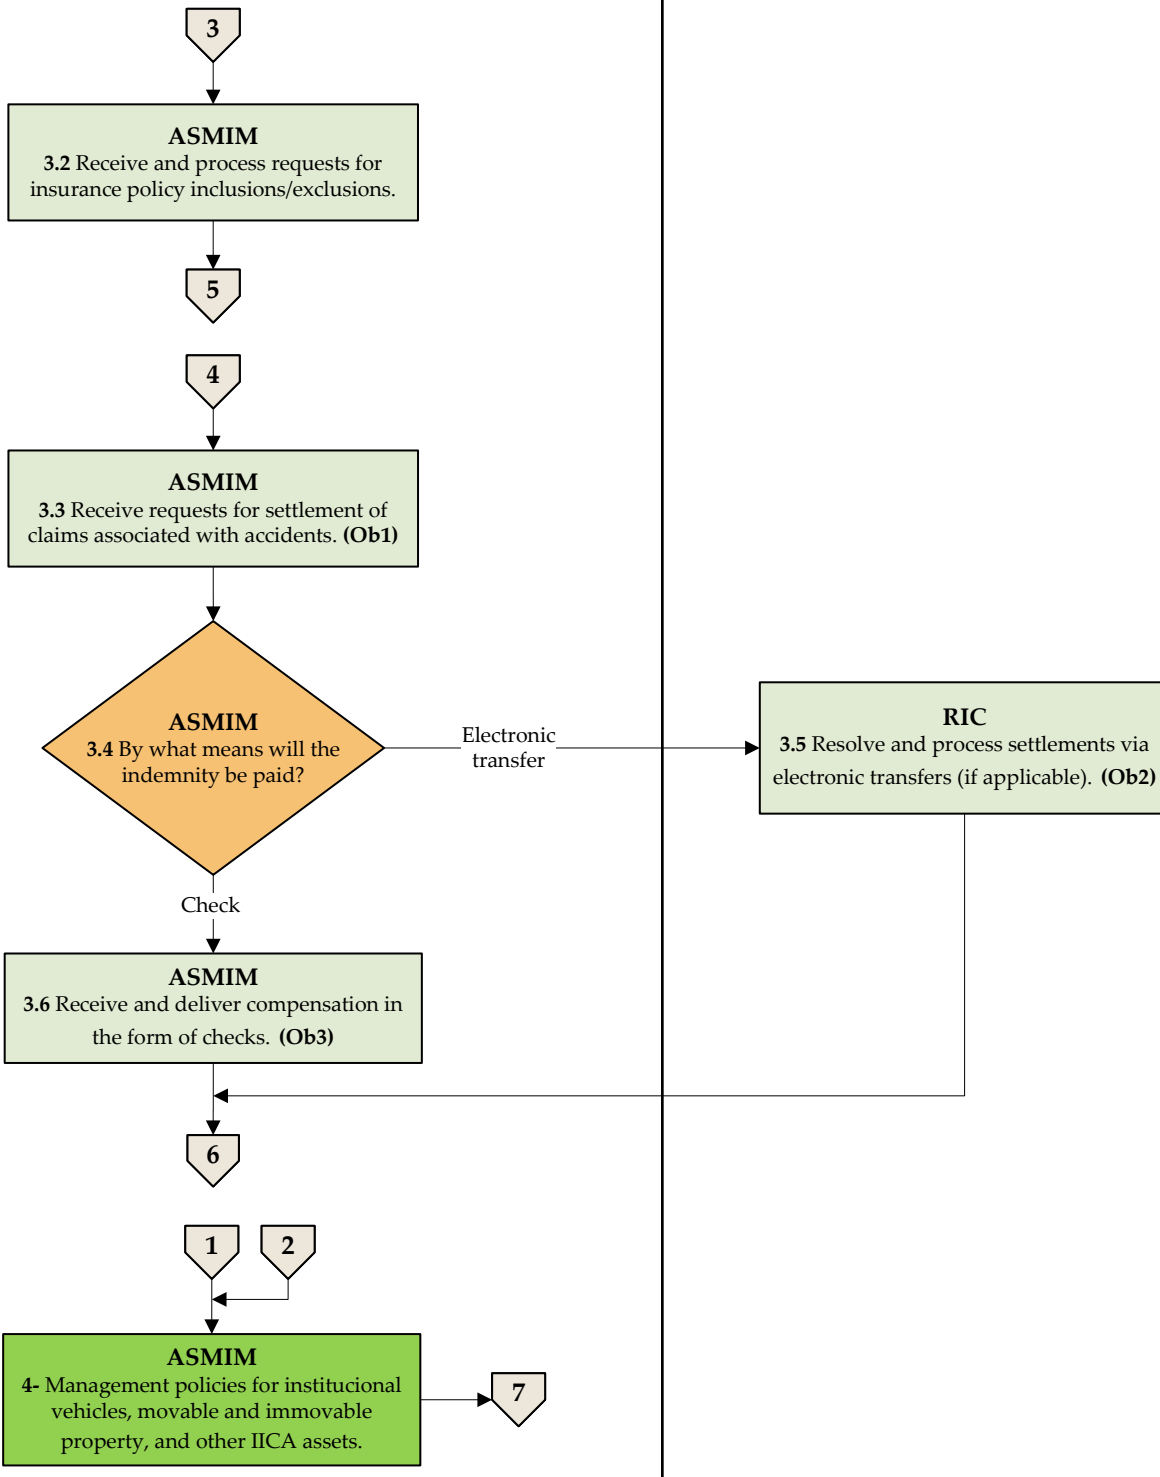 3
ASMIM
3.2 Receive and process requests for
insurance policy inclusions/exclusions.
5
4
ASMIM
3.3 Receive requests for settlement of
claims associated with accidents. (Ob1)
ASMIM
3.4 By what means will the
indemnity be paid?
Electronic
transfer
RIC
3.5 Resolve and process settlements via
electronic transfers (if applicable). (Ob2)
Check
ASMIM
3.6 Receive and deliver compensation in
the form of checks. (Ob3)
6
1
2
ASMIM
4- Management policies for institucional
vehicles, movable and immovable
property, and other IICA assets.
7